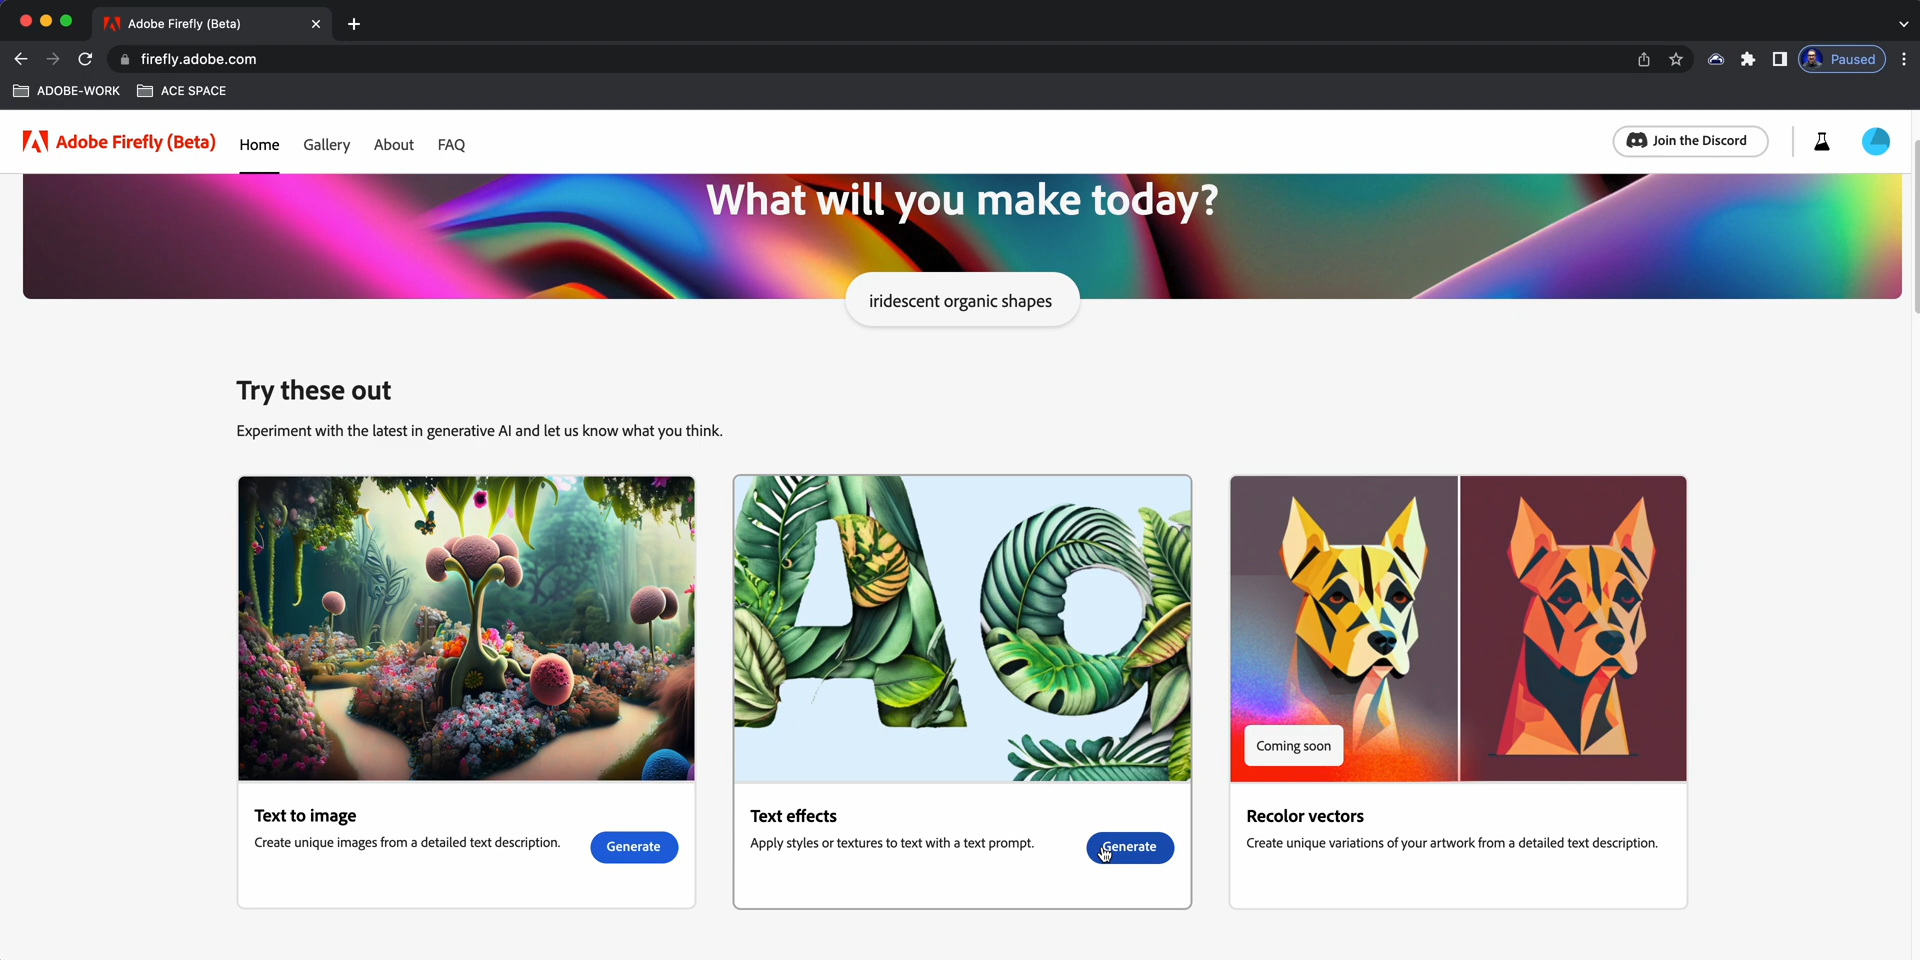 Adobe Firefly (Beta)
firefly.adobe.com
Paused
ADOBE-WORK
ACE SPACE
Adobe Firefly (Beta)
Home
Gallery
About
FAQ
Join the Discord
What will you make today?
iridescent organic shapes
Try these out
Experiment with the latest in generative AI and let us know what you think.
Ag
Coming soon
Text to image
Create unique images from a detailed text description.
Generate
Text effects
Apply styles or textures to text with a text prompt.
Generate
Recolor vectors
Create unique variations of your artwork from a detailed text description.